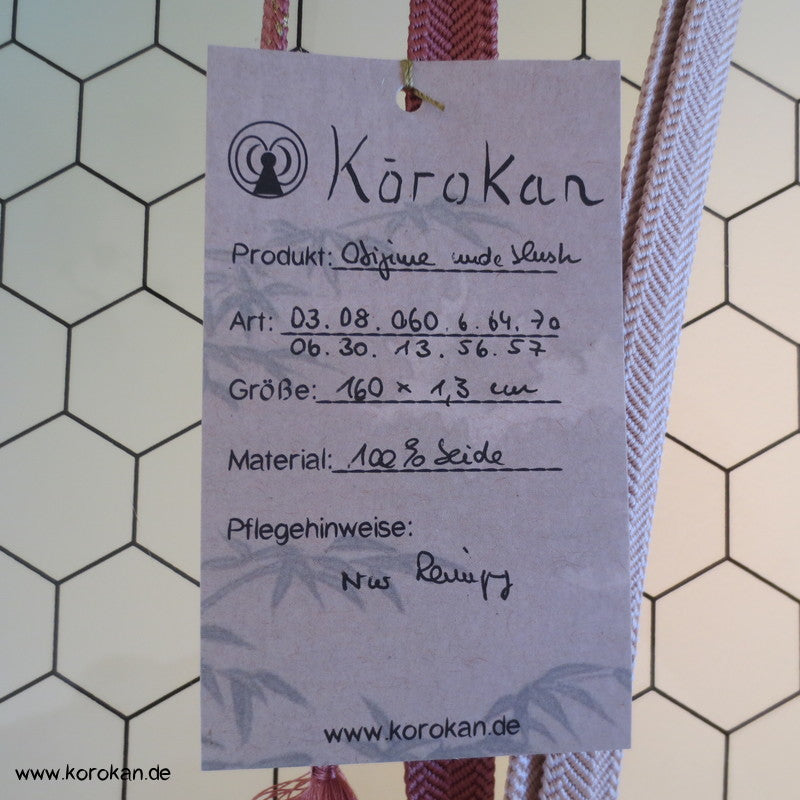 Kōrokan
Produkt: Obijime nude blush
Art: 03. 08. 060. 6. 64. 70
06. 30. 13. 56. 57
Größe: 160 x 1,3 cm
Material: 100% Seide
Pflegehinweise:
Nur
www.korokan.de
www.korokan.de